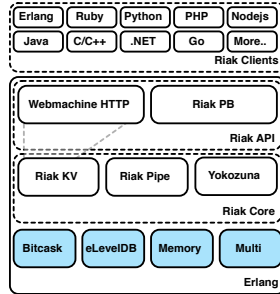 Erlang Ruby Python PHP Nodejs
Java C/C++ .NET Go More..
Riak Clients
Webmachine HTTP Riak PB
Riak API
Riak KV Riak Pipe Yokozuna
Riak Core
Bitcask eLevelDB Memory Multi
Erlang